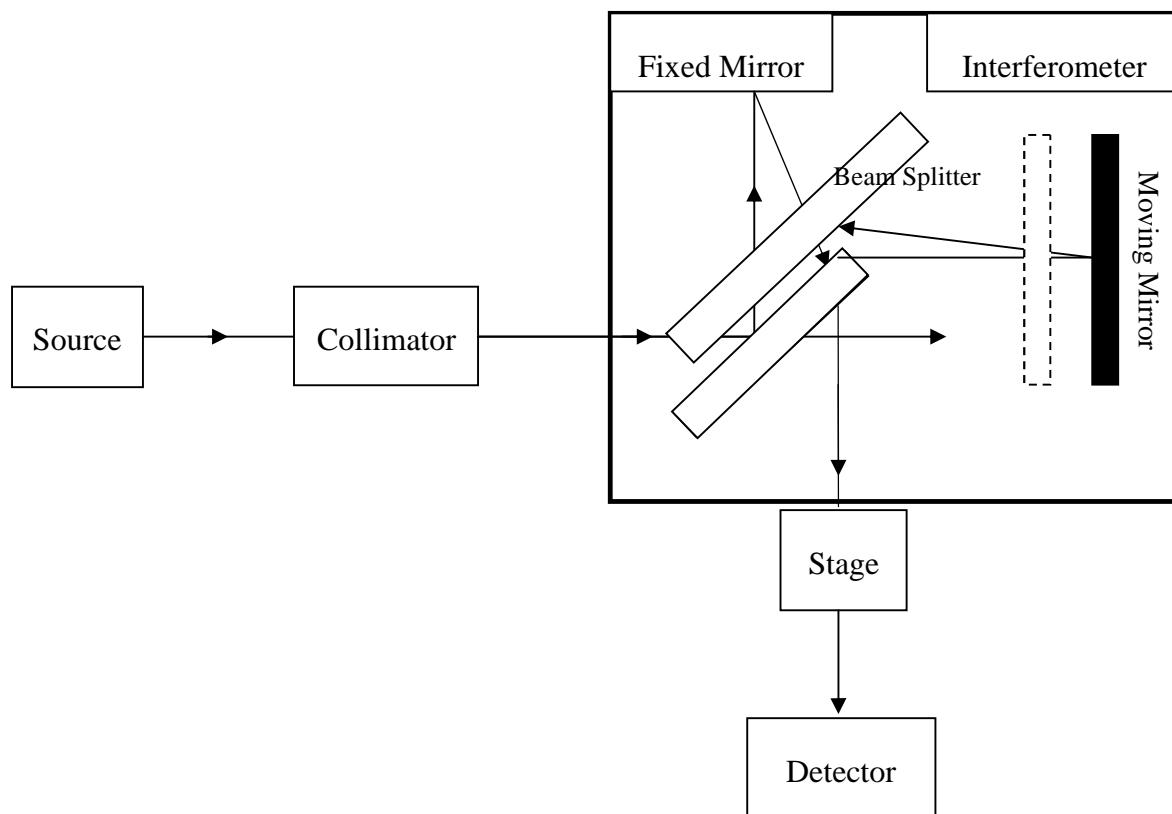 Fixed Mirror
Interferometer
Beam Splitter
Moving Mirror
Source
Collimator
Stage
Detector